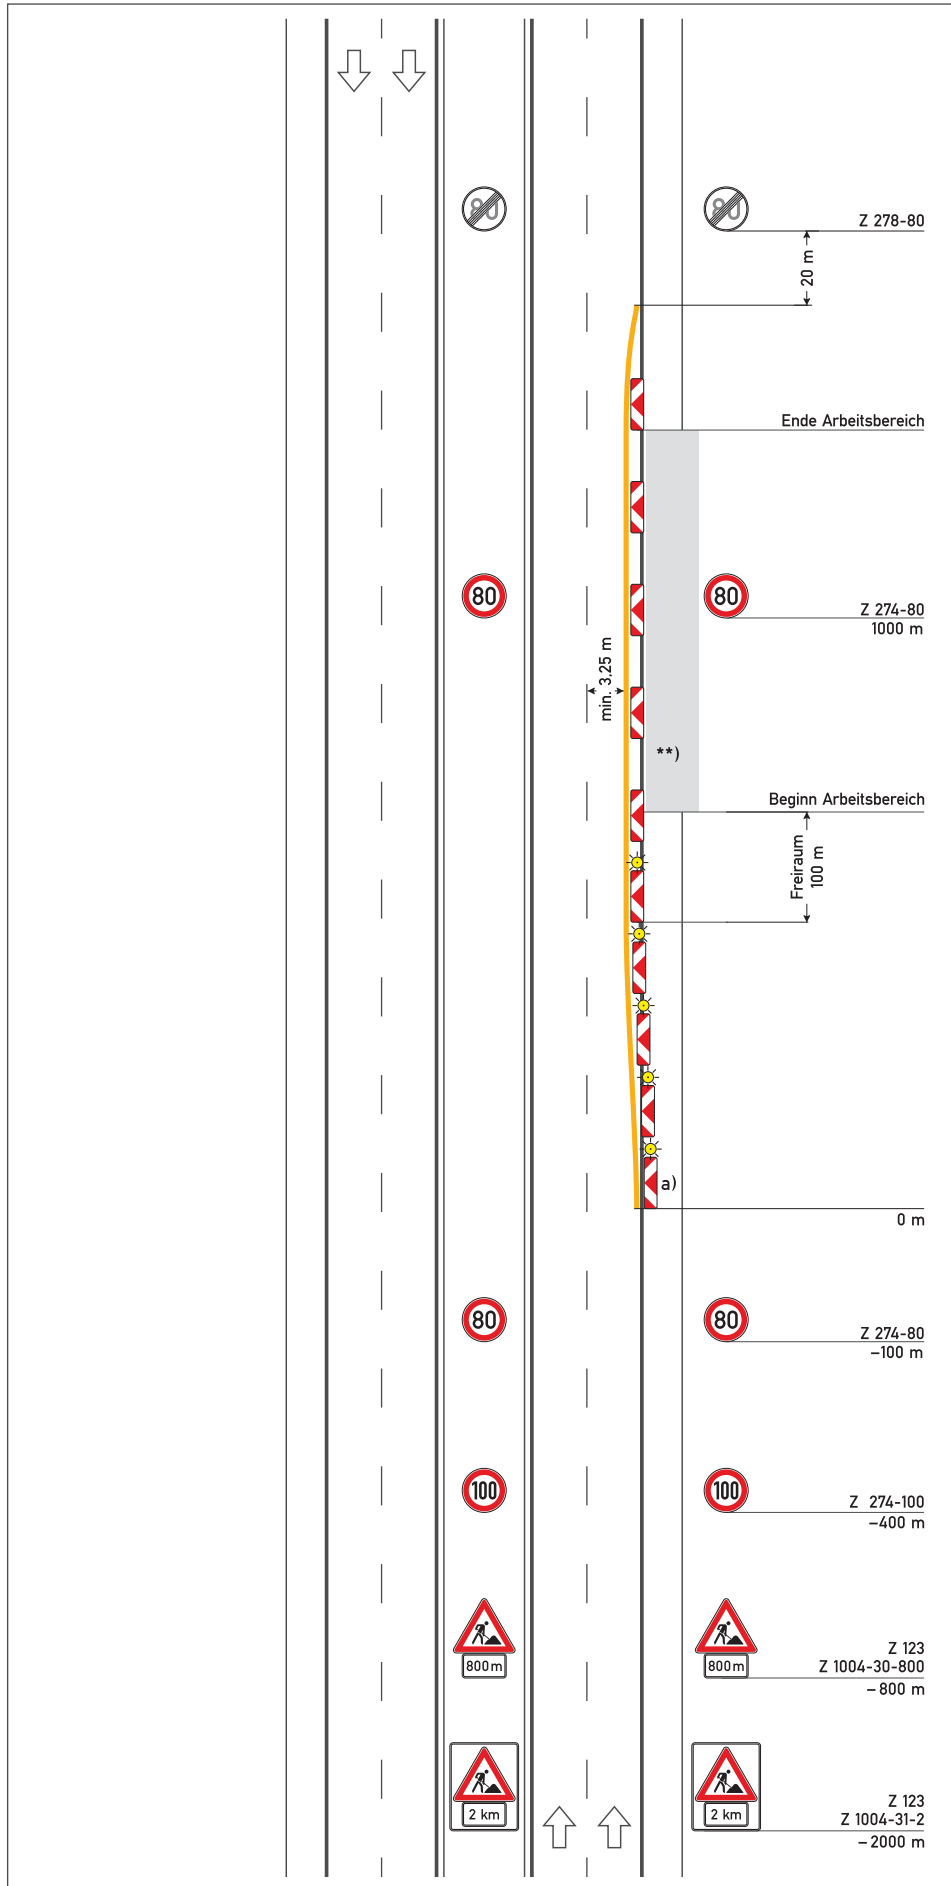 80
80
Z 278-80
20 m
Ende Arbeitsbereich
80
80
Z 274-80
1000 m
min. 3,25 m
**)
Beginn Arbeitsbereich
Freiraum
100 m
a)
0 m
80
80
Z 274-80
–100 m
100
100
Z 274-100
–400 m
800 m
800 m
Z 123
Z 1004-30-800
– 800 m
2 km
2 km
Z 123
Z 1004-31-2
– 2000 m